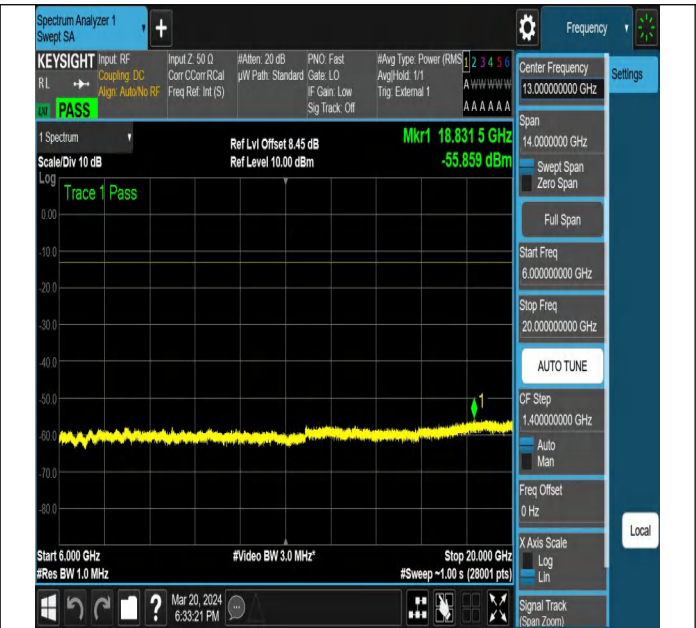 Spectrum Analyzer 1
Swept SA
+
Frequency
KEYSIGHT
RL
PASS
Input: RF
Coupling: DC
Align: Auto/No RF
Input Z: 50 Ω
Corr CCorr RCal
Freq Ref: Int (S)
#Atten: 20 dB
µW Path: Standard
PNO: Fast
Gate: LO
IF Gain: Low
Sig Track: Off
#Avg Type: Power (RMS
Avg|Hold: 1/1
Trig: External 1
1 2 3 4 5 6
A W W W W W
A A A A A A
Center Frequency
13.000000000 GHz
Settings
Span
14.0000000 GHz
Swept Span
Zero Span
Full Span
Start Freq
6.000000000 GHz
Stop Freq
20.000000000 GHz
AUTO TUNE
CF Step
1.400000000 GHz
Auto
Man
Freq Offset
0 Hz
X Axis Scale
Log
Lin
Signal Track
(Span Zoom)
Local
1 Spectrum
Scale/Div 10 dB
Ref Lvl Offset 8.45 dB
Ref Level 10.00 dBm
Mkr1 18.831 5 GHz
-55.859 dBm
Log
Trace 1 Pass
0.00
-10.0
-20.0
-30.0
-40.0
-50.0
-60.0
-70.0
-80.0
1
Start 6.000 GHz
#Res BW 1.0 MHz
#Video BW 3.0 MHz*
Stop 20.000 GHz
#Sweep ~1.00 s (28001 pts)
?
Mar 20, 2024
6:33:21 PM